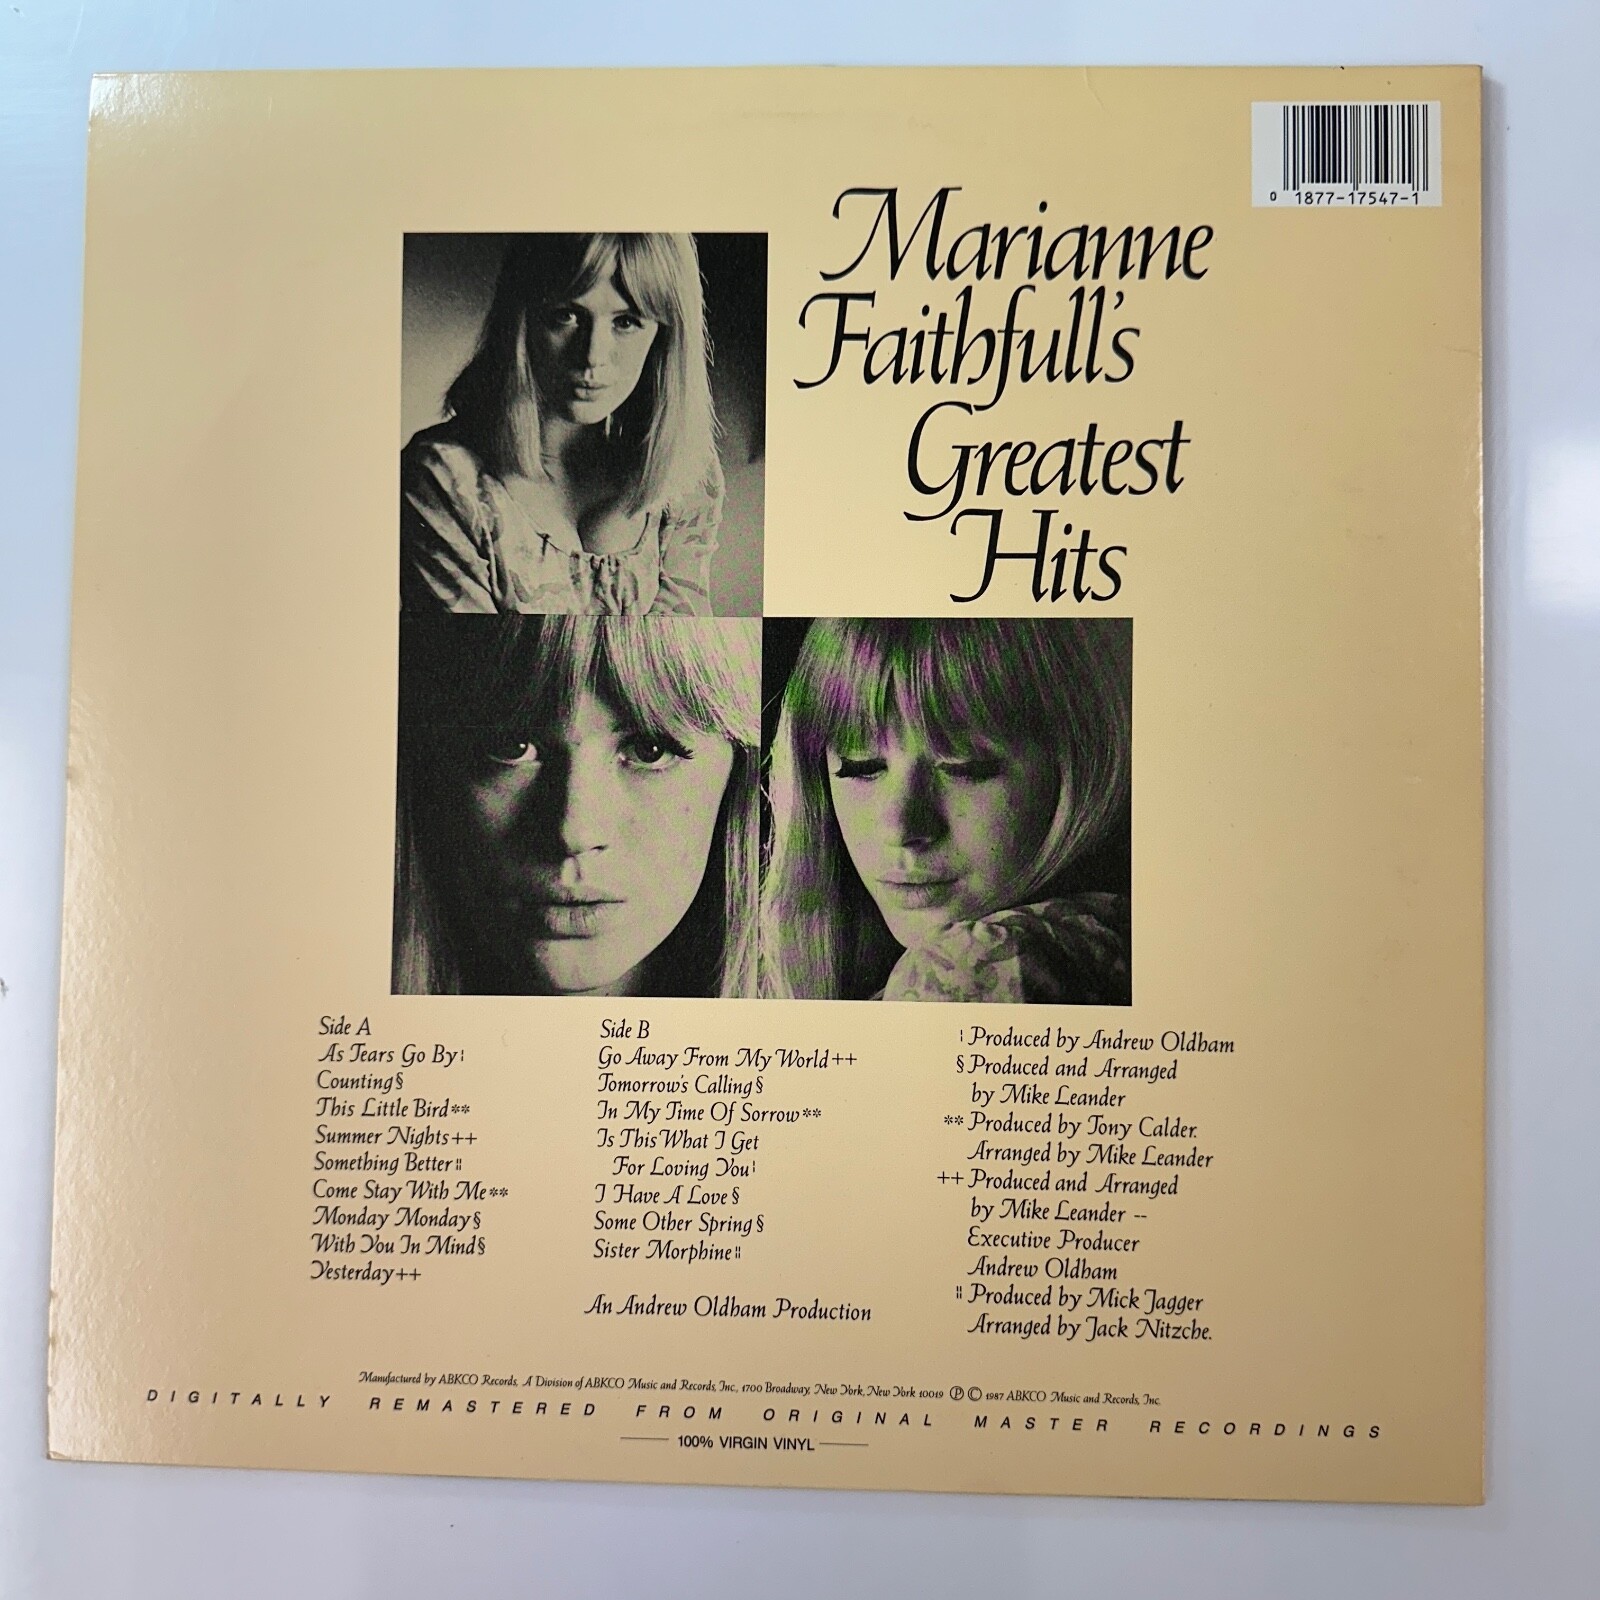 0 1877-17547-1
Marianne
Faithfull's
Greatest
Hits
Side A
As Tears Go By¦
Counting§
This Little Bird**
Summer Nights++
Something Better¦¦
Come Stay With Me**
Monday Monday§
With You In Mind§
Yesterday++
Side B
Go Away From My World++
Tomorrow's Calling§
In My Time Of Sorrow**
Is This What I Get
For Loving You¦
I Have A Love§
Some Other Spring§
Sister Morphine¦¦
An Andrew Oldham Production
¦ Produced by Andrew Oldham
§ Produced and Arranged
by Mike Leander
** Produced by Tony Calder.
Arranged by Mike Leander
++ Produced and Arranged
by Mike Leander --
Executive Producer
Andrew Oldham
¦¦ Produced by Mick Jagger
Arranged by Jack Nitzche.
Manufactured by ABKCO Records, A Division of ABKCO Music and Records, Inc., 1700 Broadway, New York, New York 10019 Ⓟ © 1987 ABKCO Music and Records, Inc.
DIGITALLY REMASTERED FROM ORIGINAL MASTER RECORDINGS
100% VIRGIN VINYL